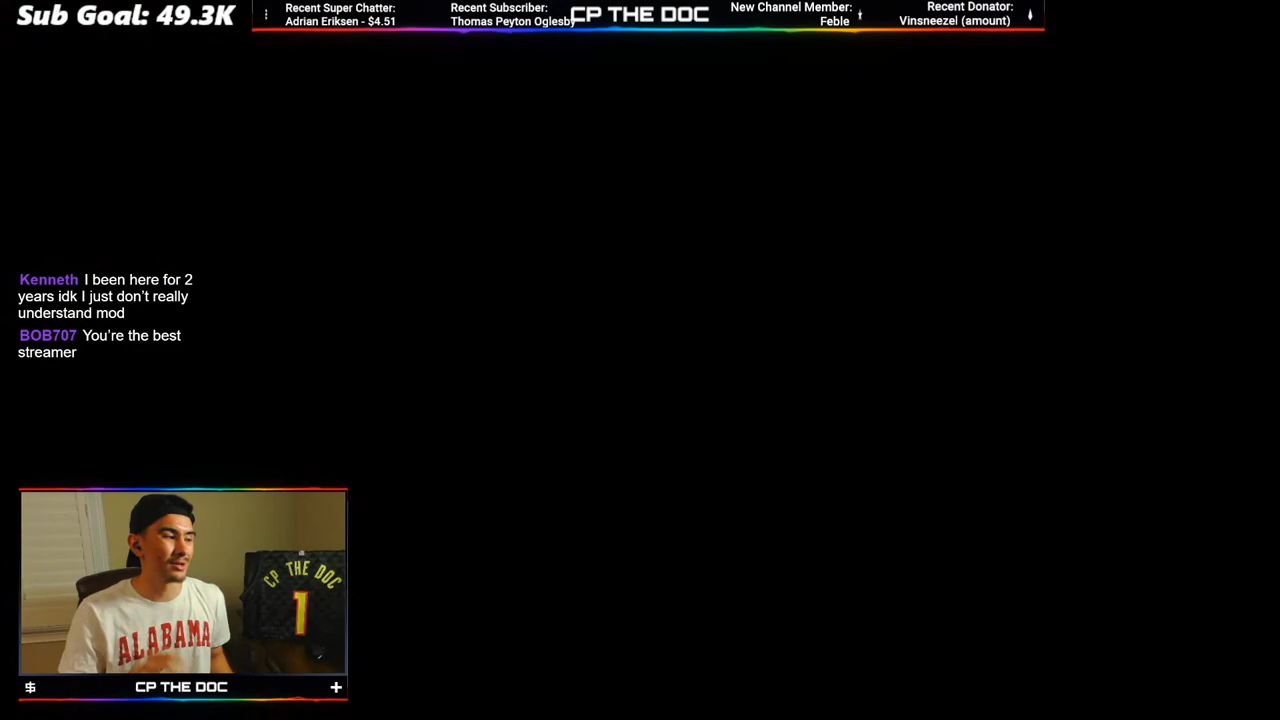 Sub Goal: 49.3K
Recent Super Chatter:
Adrian Eriksen - $4.51
Recent Subscriber:
Thomas Peyton Oglesby
CP THE DOC
New Channel Member:
Feble
Recent Donator:
Vinsneezel (amount)
Kenneth I been here for 2
years idk I just don't really
understand mod
BOB707 You're the best
streamer
CP THE DOC
1
ALABAMA
CP THE DOC